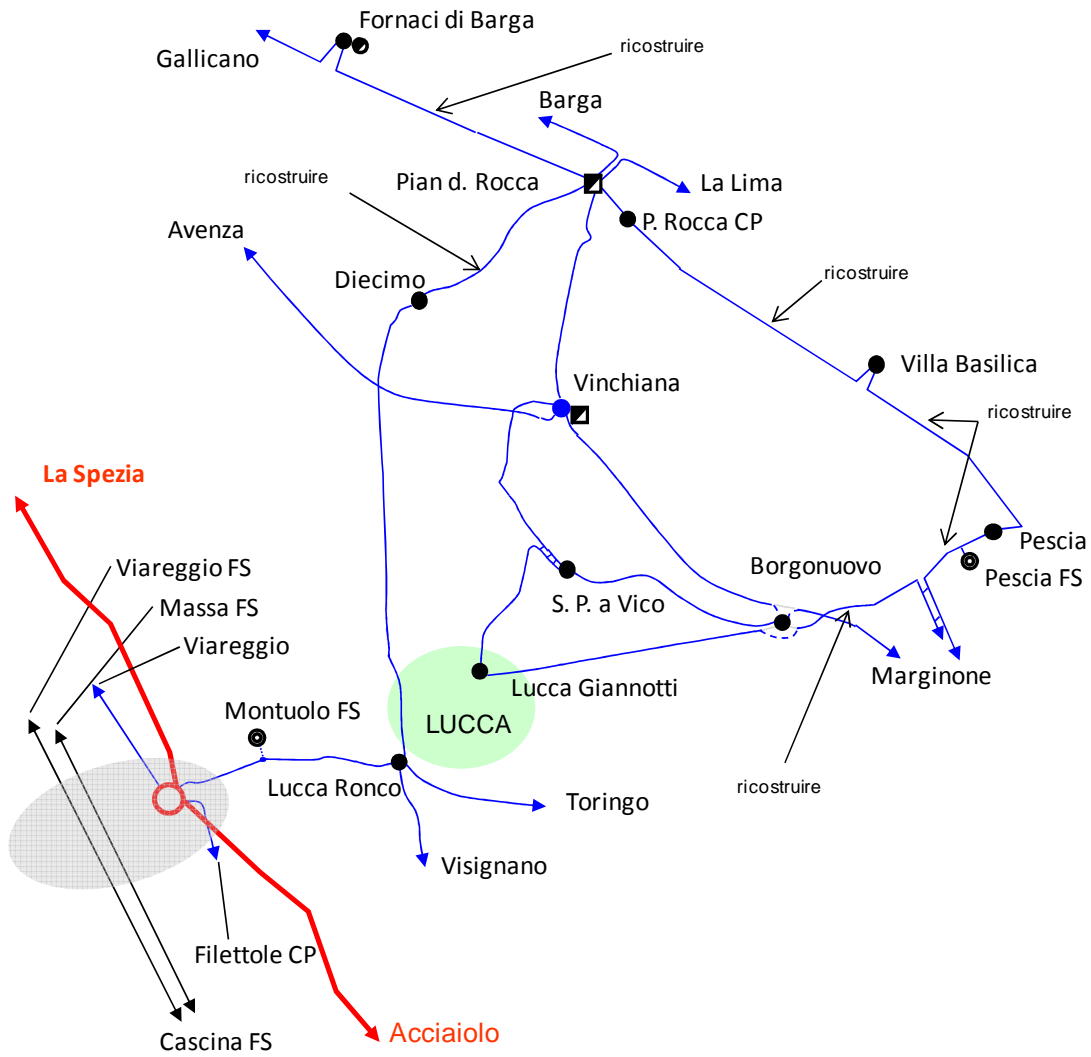 Fornaci di Barga
ricostruire
Gallicano
Barga
ricostruire
Pian d. Rocca
La Lima
P. Rocca CP
Avenza
ricostruire
Diecimo
Villa Basilica
Vinchiana
ricostruire
La Spezia
Pescia
Viareggio FS
Borgonuovo
Pescia FS
Massa FS
S. P. a Vico
Viareggio
Marginone
Lucca Giannotti
Montuolo FS
LUCCA
Lucca Ronco
ricostruire
Toringo
Visignano
Filettole CP
Cascina FS
Acciaiolo